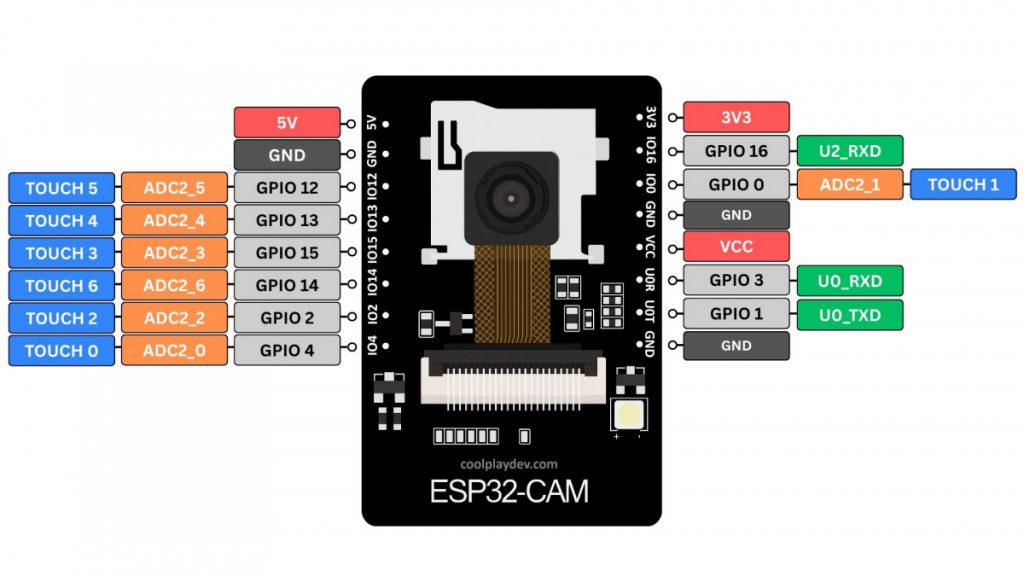 5V 5V 3V3 3V3
GND GND IO16 GPIO 16 U2_RXD
TOUCH 5 ADC2_5 GPIO 12 IO12 IO0 GPIO 0 ADC2_1 TOUCH 1
TOUCH 4 ADC2_4 GPIO 13 IO13 GND GND
TOUCH 3 ADC2_3 GPIO 15 IO15 VCC VCC
TOUCH 6 ADC2_6 GPIO 14 IO14 U0R GPIO 3 U0_RXD
TOUCH 2 ADC2_2 GPIO 2 IO2 U0T GPIO 1 U0_TXD
TOUCH 0 ADC2_0 GPIO 4 IO4 GND GND
+ -
coolplaydev.com
ESP32-CAM